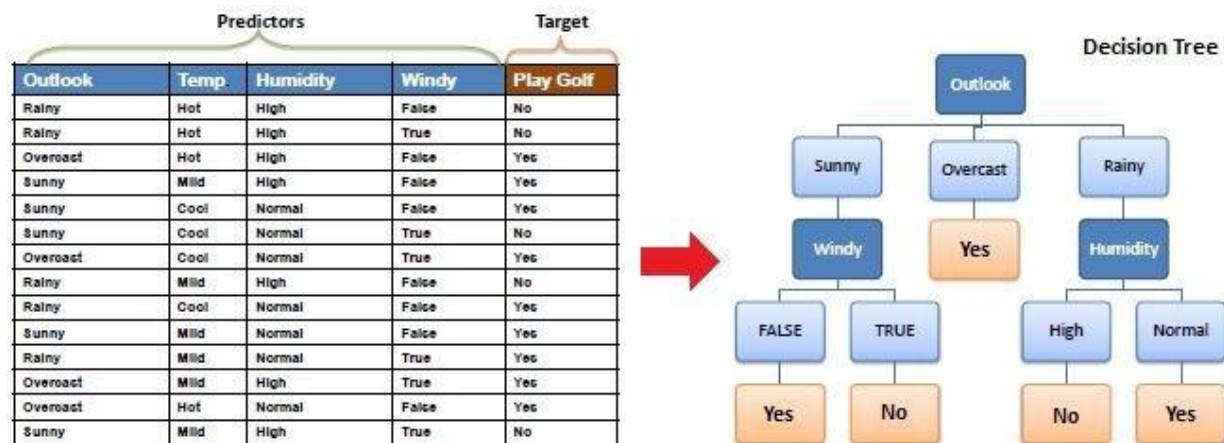 Predictors Target
Outlook Temp. Humidity Windy Play Golf
Rainy Hot High False No
Rainy Hot High True No
Overcast Hot High False Yes
Sunny Mild High False Yes
Sunny Cool Normal False Yes
Sunny Cool Normal True No
Overcast Cool Normal True Yes
Rainy Mild High False No
Rainy Cool Normal False Yes
Sunny Mild Normal False Yes
Rainy Mild Normal True Yes
Overcast Mild High True Yes
Overcast Hot Normal False Yes
Sunny Mild High True No
Decision Tree
Outlook
Sunny Overcast Rainy
Windy Yes Humidity
FALSE TRUE High Normal
Yes No No Yes